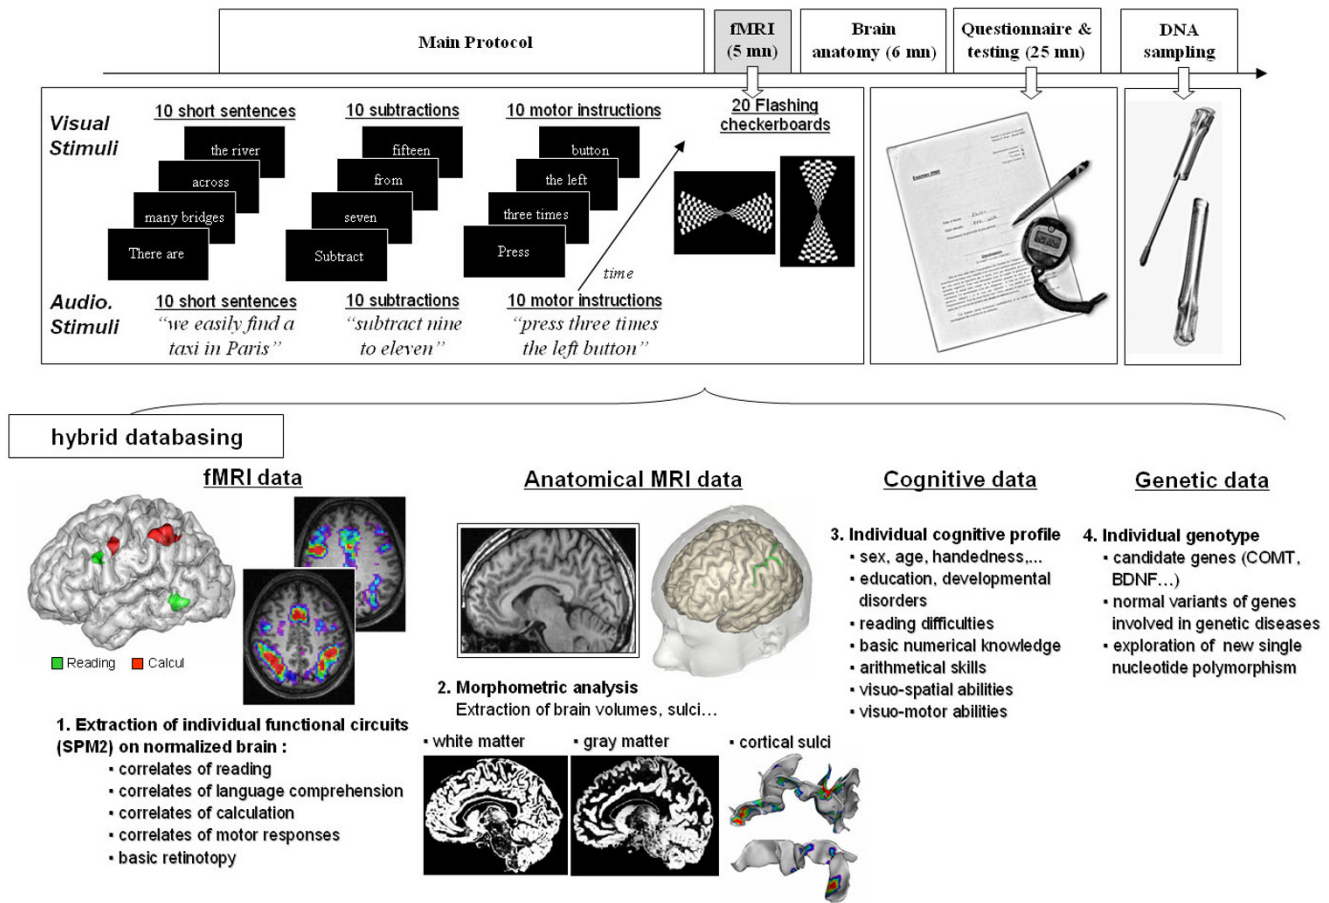 Main Protocol
fMRI
(5 mn)
Brain
anatomy (6 mn)
Questionnaire &
testing (25 mn)
DNA
sampling
Visual
Stimuli
10 short sentences
the river
across
many bridges
There are
10 subtractions
fifteen
from
seven
Subtract
10 motor instructions
button
the left
three times
Press
time
20 Flashing
checkerboards
Audio.
Stimuli
10 short sentences
“we easily find a
taxi in Paris”
10 subtractions
“subtract nine
to eleven”
10 motor instructions
“press three times
the left button”
hybrid databasing
fMRI data
Reading
Calcul
1. Extraction of individual functional circuits
(SPM2) on normalized brain :
▪ correlates of reading
▪ correlates of language comprehension
▪ correlates of calculation
▪ correlates of motor responses
▪ basic retinotopy
Anatomical MRI data
2. Morphometric analysis
Extraction of brain volumes, sulci…
▪ white matter
▪ gray matter
▪ cortical sulci
Cognitive data
3. Individual cognitive profile
▪ sex, age, handedness,...
▪ education, developmental
disorders
▪ reading difficulties
▪ basic numerical knowledge
▪ arithmetical skills
▪ visuo-spatial abilities
▪ visuo-motor abilities
Genetic data
4. Individual genotype
▪ candidate genes (COMT,
BDNF…)
▪ normal variants of genes
involved in genetic diseases
▪ exploration of new single
nucleotide polymorphism